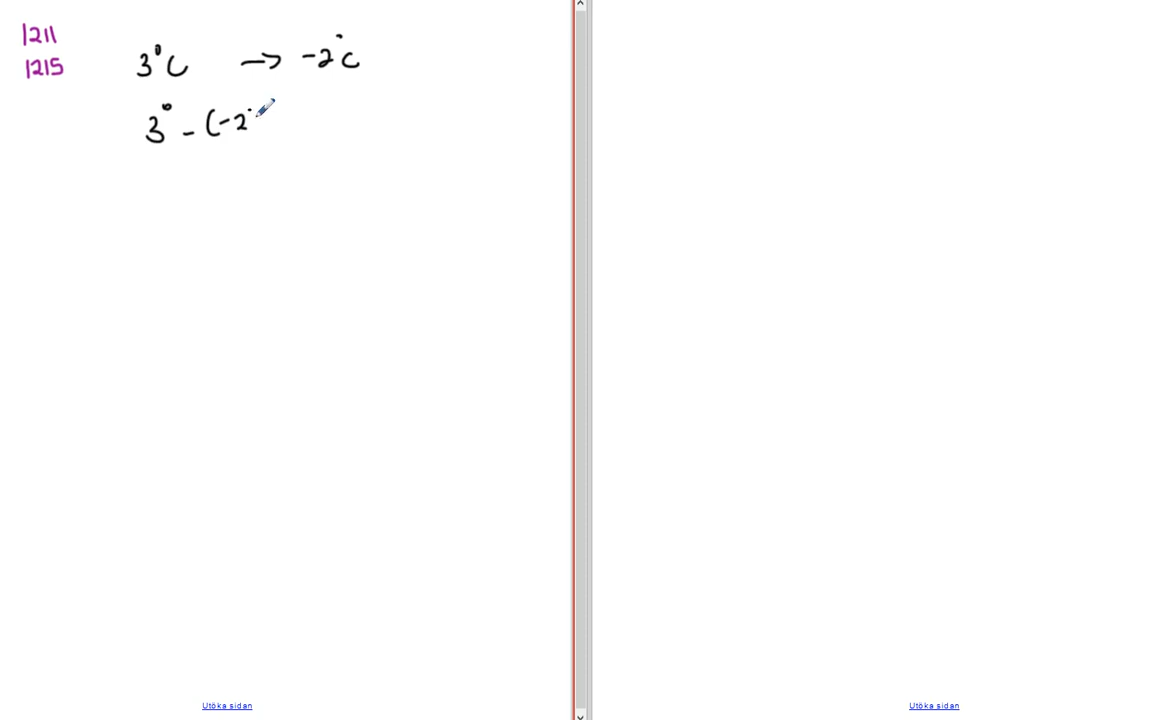 1211
1215
3°C → -2°C
3° - (-2°
Utöka sidan
Utöka sidan